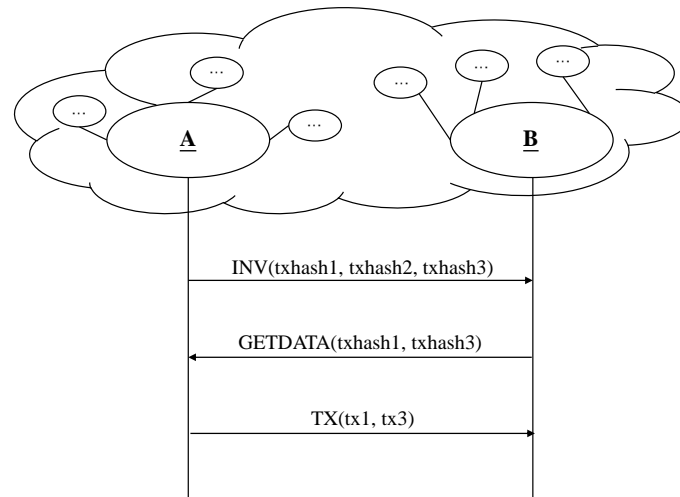 ...
...
...
...
...
...
A
B
INV(txhash1, txhash2, txhash3)
GETDATA(txhash1, txhash3)
TX(tx1, tx3)